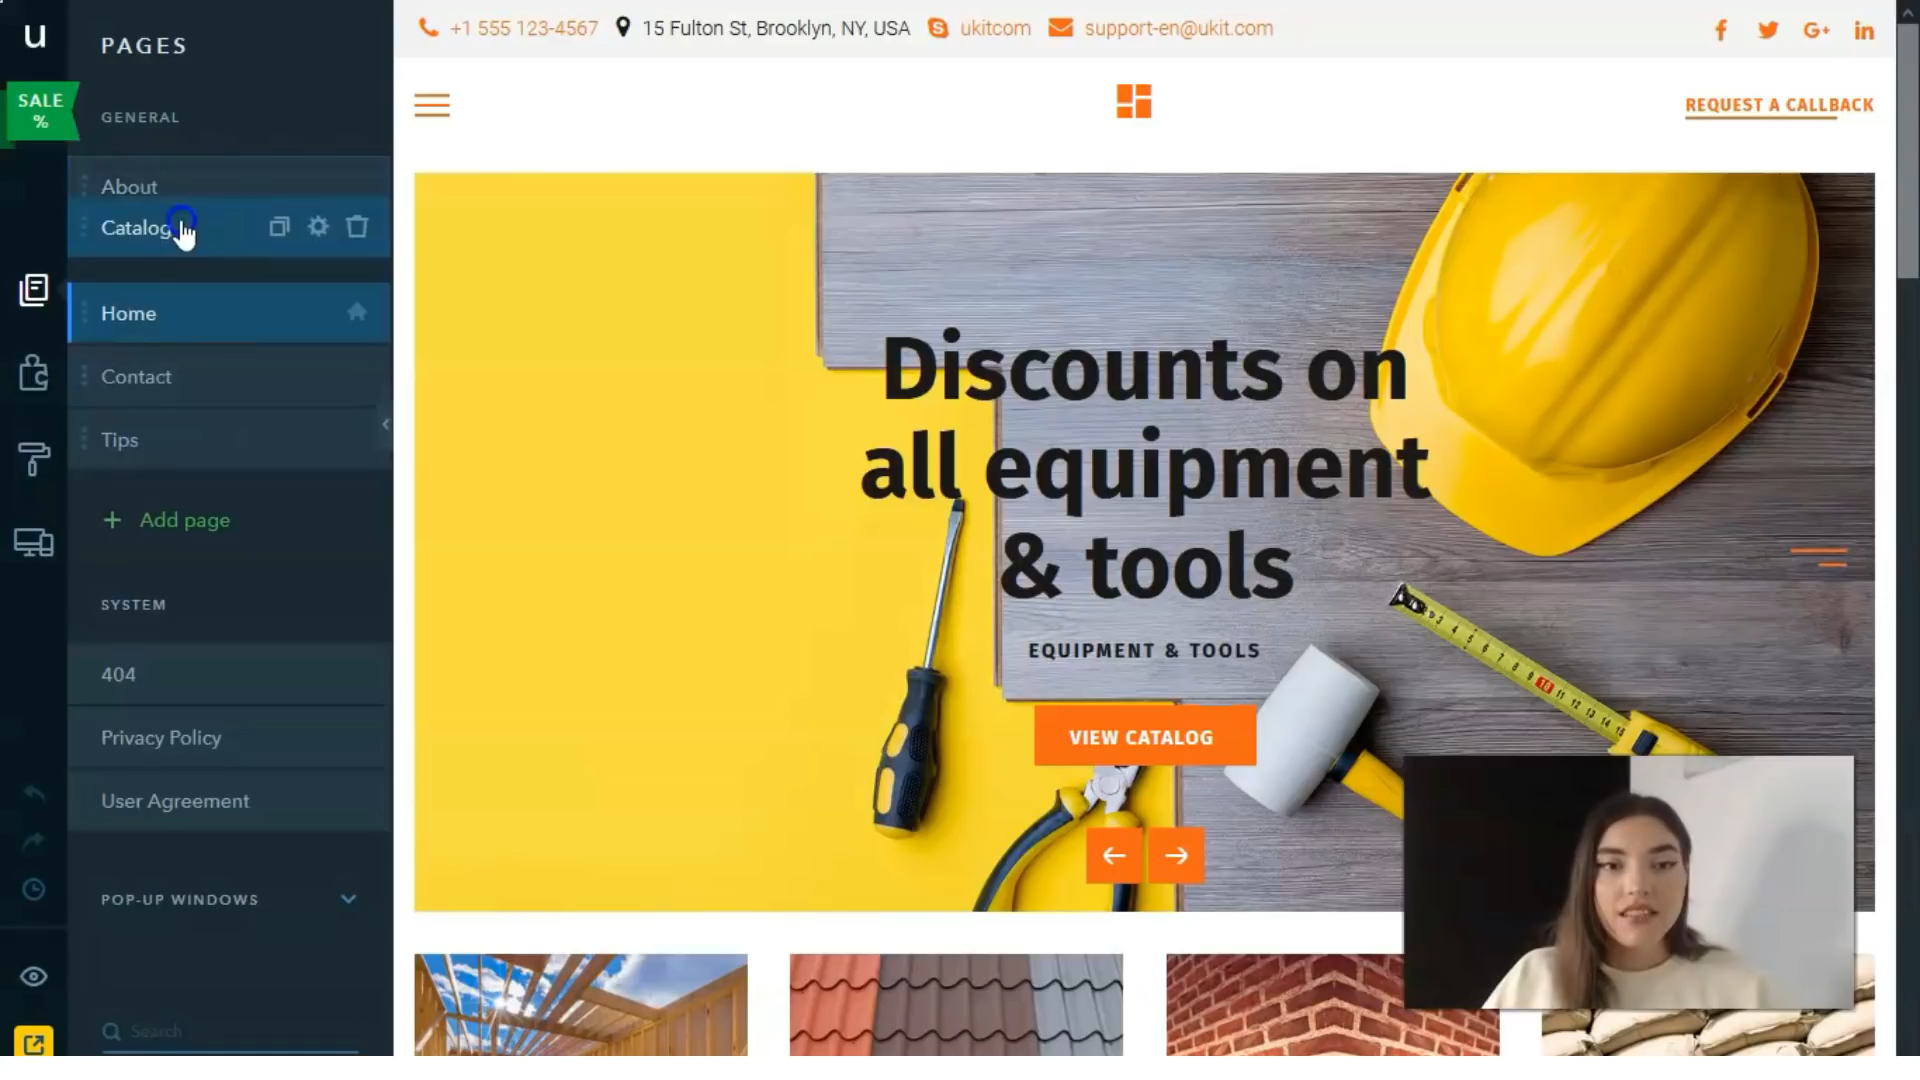 u
SALE
%
PAGES
GENERAL
About
Catalog
Home
Contact
Tips
+ Add page
SYSTEM
404
Privacy Policy
User Agreement
POP-UP WINDOWS
Search
+1 555 123-4567
15 Fulton St, Brooklyn, NY, USA
ukitcom
support-en@ukit.com
REQUEST A CALLBACK
Discounts on
all equipment
& tools
EQUIPMENT & TOOLS
VIEW CATALOG